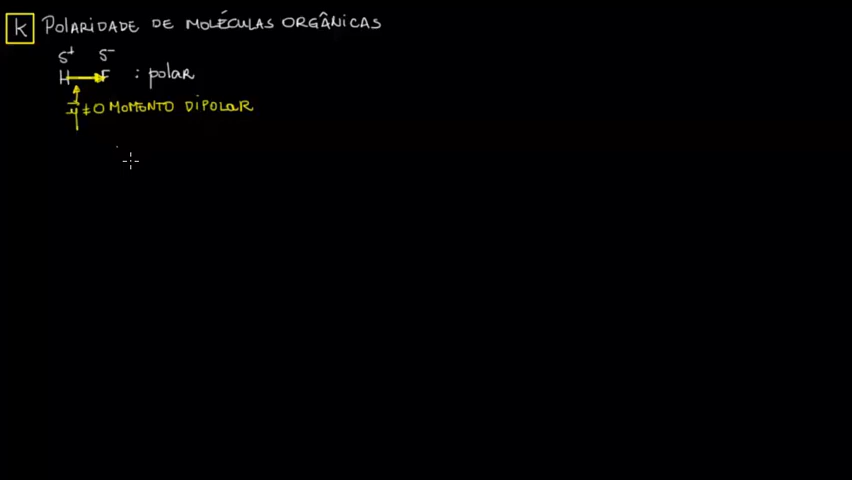 K POLARIDADE DE MOLÉCULAS ORGÂNICAS
δ+ δ-
H F : polar
μ ≠ 0 MOMENTO DIPOLAR